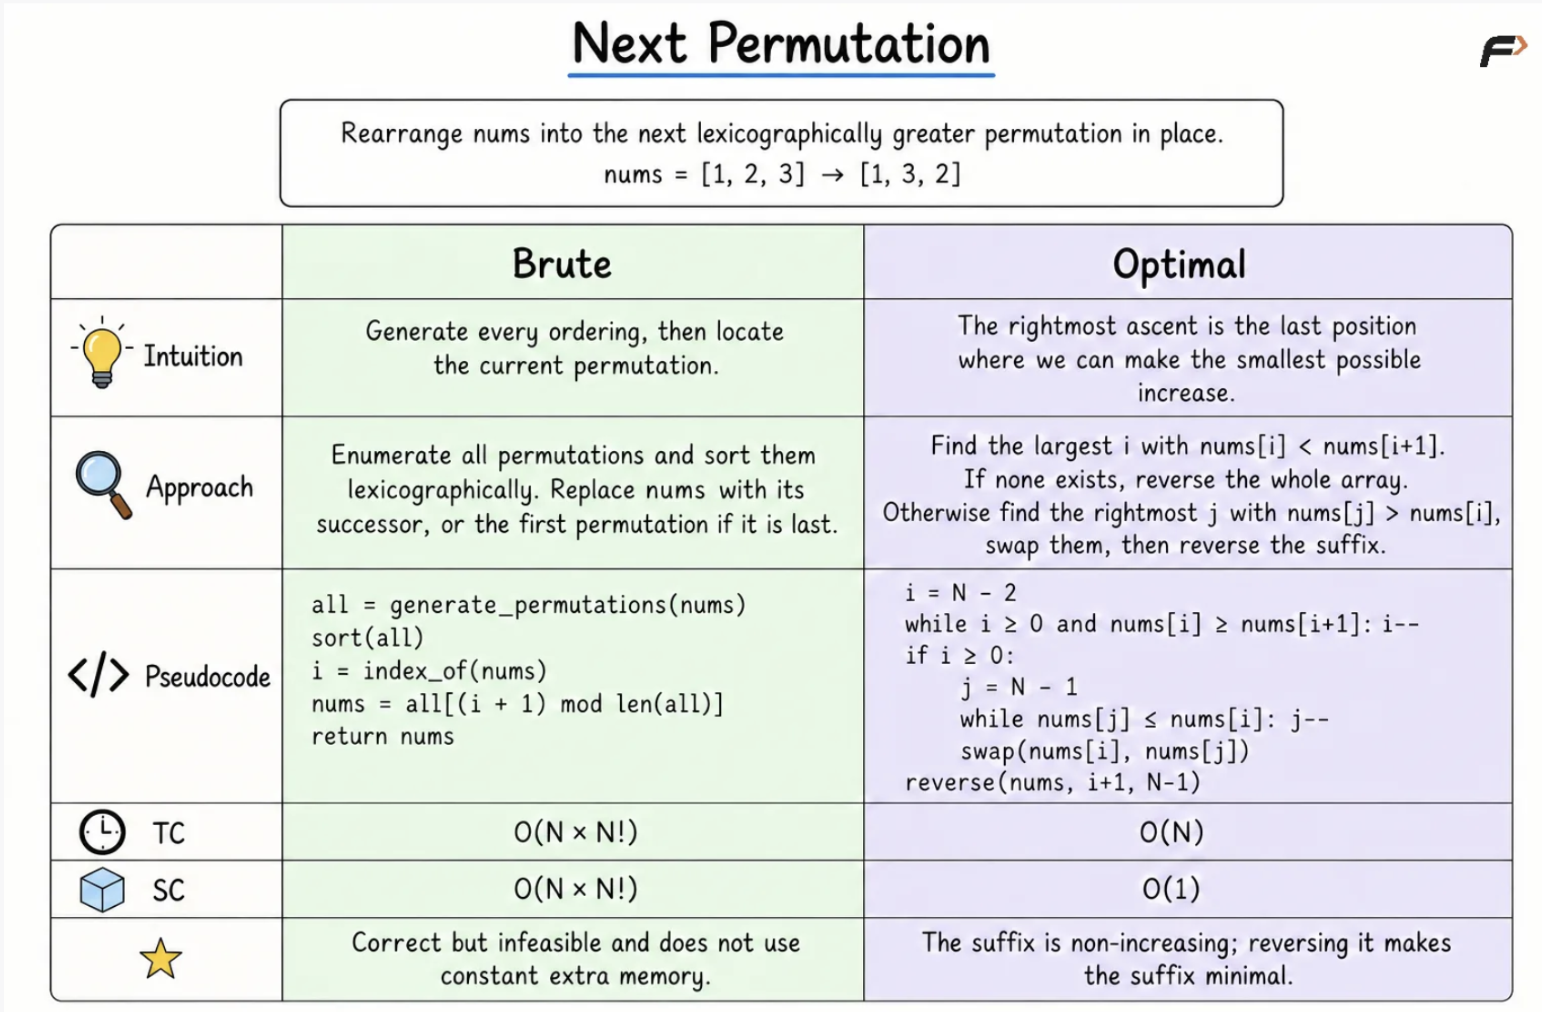 Next Permutation
Rearrange nums into the next lexicographically greater permutation in place.
nums = [1, 2, 3] → [1, 3, 2]
Brute
Optimal
Intuition
Generate every ordering, then locate
the current permutation.
The rightmost ascent is the last position
where we can make the smallest possible
increase.
Approach
Enumerate all permutations and sort them
lexicographically. Replace nums with its
successor, or the first permutation if it is last.
Find the largest i with nums[i] < nums[i+1].
If none exists, reverse the whole array.
Otherwise find the rightmost j with nums[j] > nums[i],
swap them, then reverse the suffix.
</> Pseudocode
all = generate_permutations(nums)
sort(all)
i = index_of(nums)
nums = all[(i + 1) mod len(all)]
return nums
i = N - 2
while i ≥ 0 and nums[i] ≥ nums[i+1]: i--
if i ≥ 0:
j = N - 1
while nums[j] ≤ nums[i]: j--
swap(nums[i], nums[j])
reverse(nums, i+1, N-1)
TC
O(N × N!)
O(N)
SC
O(N × N!)
O(1)
Correct but infeasible and does not use
constant extra memory.
The suffix is non-increasing; reversing it makes
the suffix minimal.